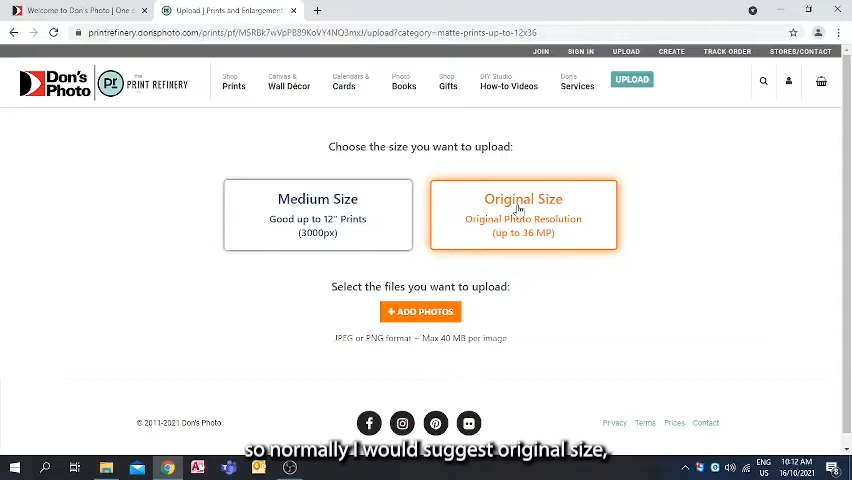 Welcome to Don's Photo | One c
Upload | Prints and Enlargement
printrefinery.donsphoto.com/prints/pf/M5RBk7wVpPB89KoVY4NQ3mxJ/upload?category=matte-prints-up-to-12x36
JOIN SIGN IN UPLOAD CREATE TRACK ORDER STORES/CONTACT
Don's Photo
pr the PRINT REFINERY
Shop Prints
Canvas & Wall Décor
Calendars & Cards
Photo Books
Shop Gifts
DIY Studio How-to Videos
Don's Services
UPLOAD
Choose the size you want to upload:
Medium Size
Good up to 12" Prints
(3000px)
Original Size
Original Photo Resolution
(up to 36 MP)
Select the files you want to upload:
+ ADD PHOTOS
JPEG or PNG format ~ Max 40 MB per image
© 2011-2021 Don's Photo
Privacy Terms Prices Contact
so normally I would suggest original size,
ENG
US
10:12 AM
16/10/2021